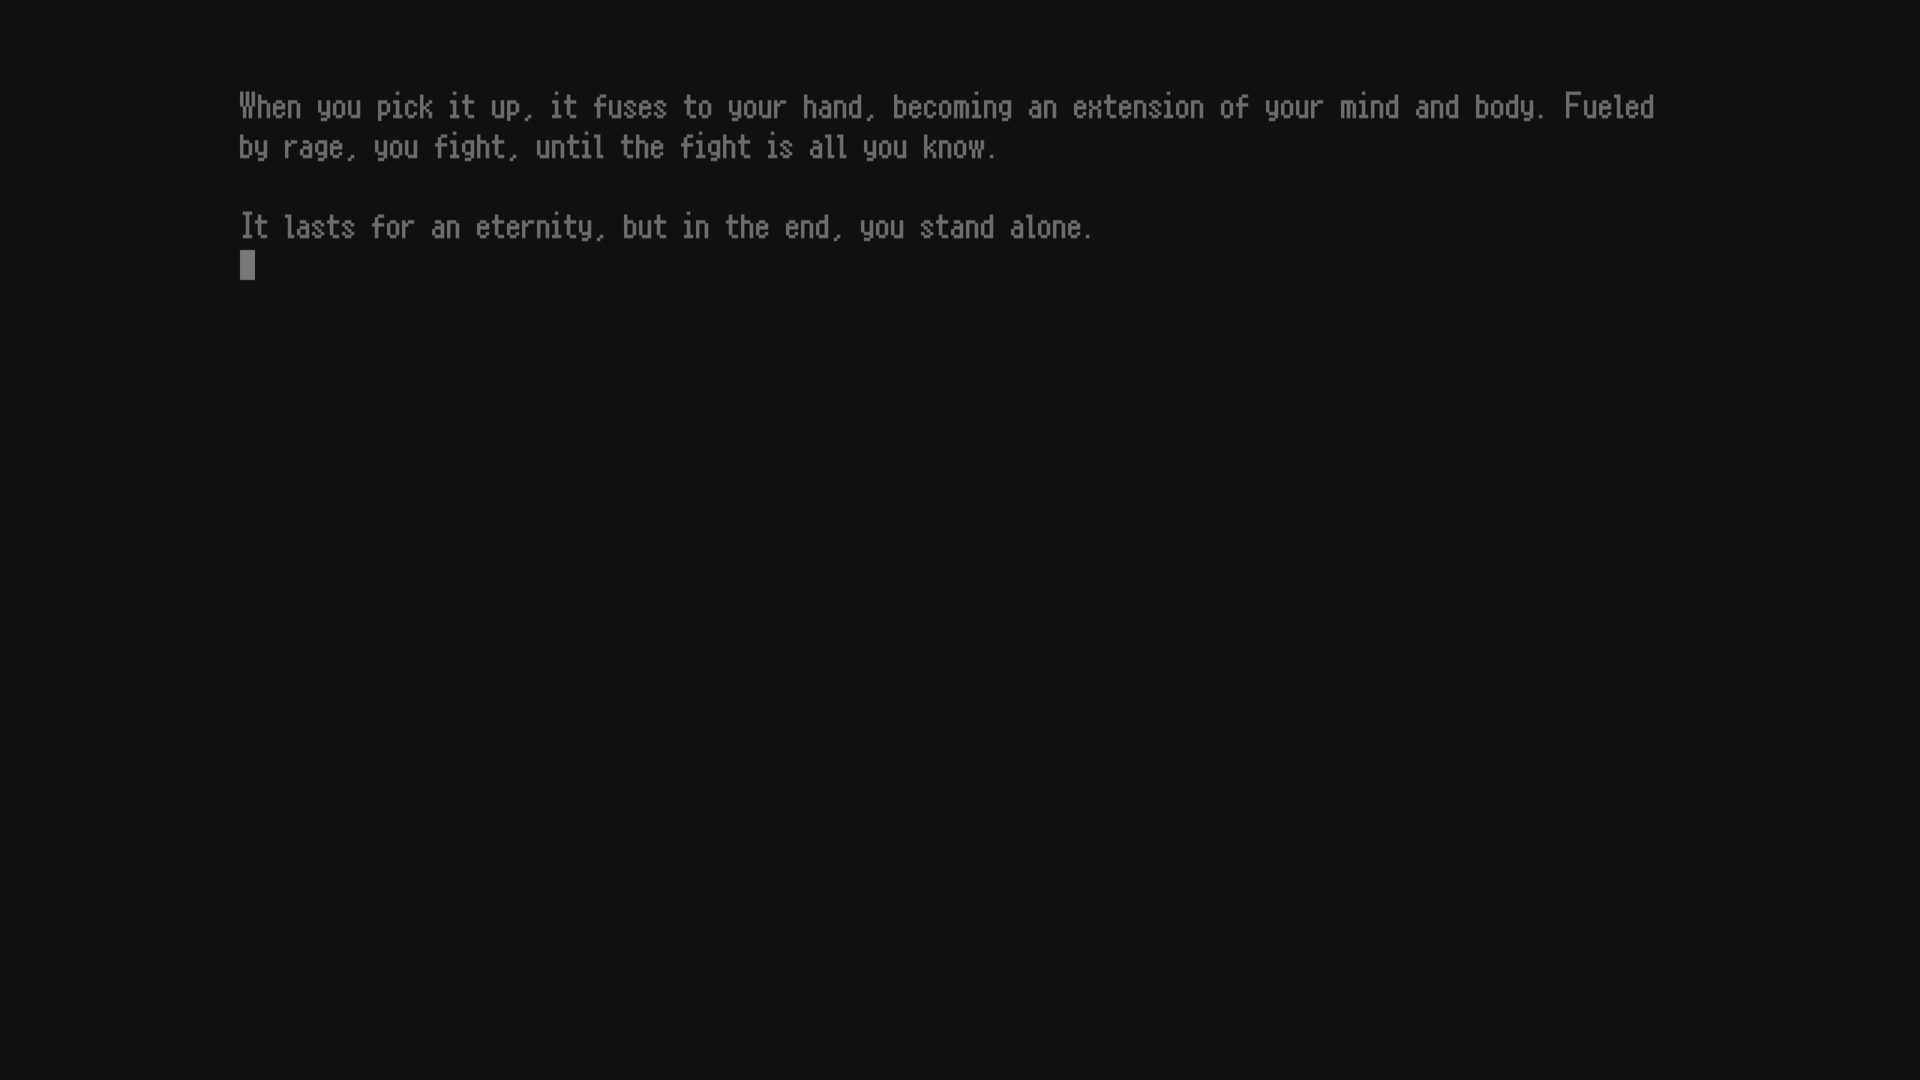 When you pick it up, it fuses to your hand, becoming an extension of your mind and body. Fueled
by rage, you fight, until the fight is all you know.
It lasts for an eternity, but in the end, you stand alone.